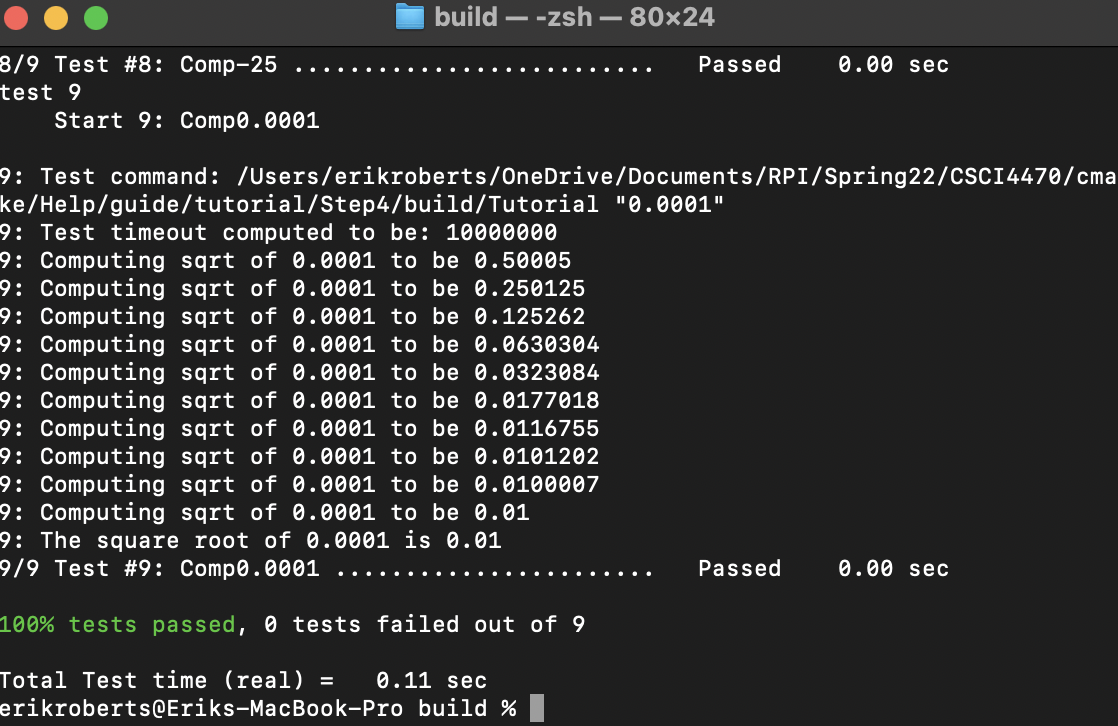 build — -zsh — 80×24
8/9 Test #8: Comp-25 ..........................   Passed    0.00 sec
test 9
    Start 9: Comp0.0001

9: Test command: /Users/erikroberts/OneDrive/Documents/RPI/Spring22/CSCI4470/cma
ke/Help/guide/tutorial/Step4/build/Tutorial "0.0001"
9: Test timeout computed to be: 10000000
9: Computing sqrt of 0.0001 to be 0.50005
9: Computing sqrt of 0.0001 to be 0.250125
9: Computing sqrt of 0.0001 to be 0.125262
9: Computing sqrt of 0.0001 to be 0.0630304
9: Computing sqrt of 0.0001 to be 0.0323084
9: Computing sqrt of 0.0001 to be 0.0177018
9: Computing sqrt of 0.0001 to be 0.0116755
9: Computing sqrt of 0.0001 to be 0.0101202
9: Computing sqrt of 0.0001 to be 0.0100007
9: Computing sqrt of 0.0001 to be 0.01
9: The square root of 0.0001 is 0.01
9/9 Test #9: Comp0.0001 .......................   Passed    0.00 sec

100% tests passed, 0 tests failed out of 9

Total Test time (real) =   0.11 sec
erikroberts@Eriks-MacBook-Pro build %